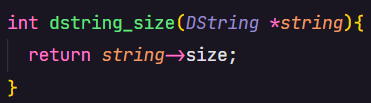 int dstring_size(DString *string){
  return string->size;
}